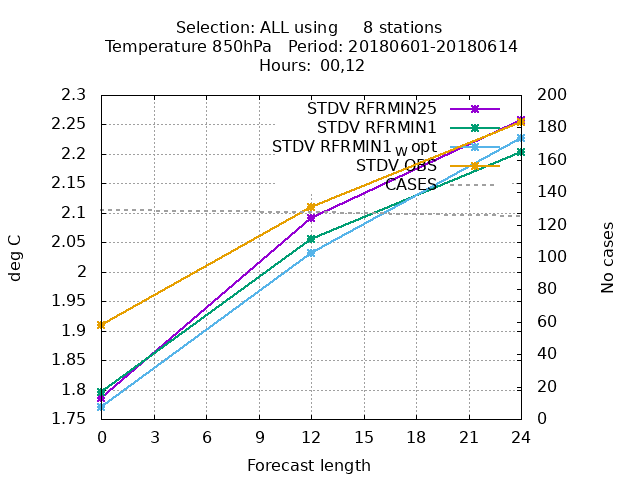 Selection: ALL using     8 stations
Temperature 850hPa   Period: 20180601-20180614
Hours:  00,12
2.3
2.25
2.2
2.15
2.1
2.05
2
1.95
1.9
1.85
1.8
1.75
deg C
STDV RFRMIN25
STDV RFRMIN1
STDV RFRMIN1wopt
STDV OBS
CASES
200
180
160
140
120
100
80
60
40
20
0
No cases
0 3 6 9 12 15 18 21 24
Forecast length